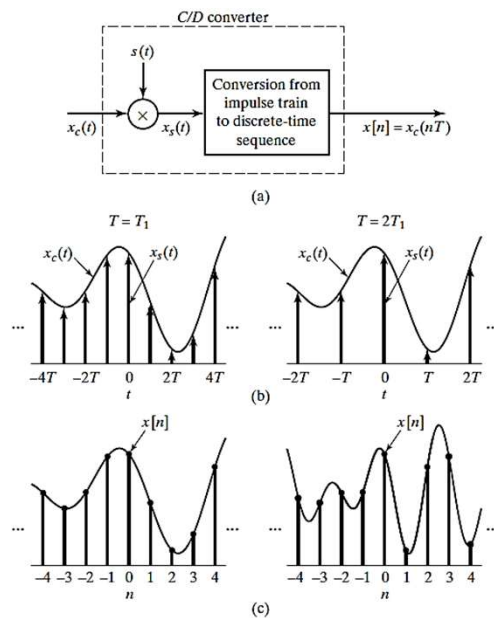 C/D converter
s(t)
×
Conversion from
impulse train
to discrete-time
sequence
x_c(t)
x_s(t)
x[n] = x_c(nT)
(a)
T = T₁
T = 2T₁
x_c(t)
x_s(t)
x_c(t)
x_s(t)
... ... ... ...
–4T –2T 0 2T 4T
–2T –T 0 T 2T
t
(b)
t
x[n]
x[n]
... ... ... ...
–4 –3 –2 –1 0 1 2 3 4
–4 –3 –2 –1 0 1 2 3 4
n
n
(c)